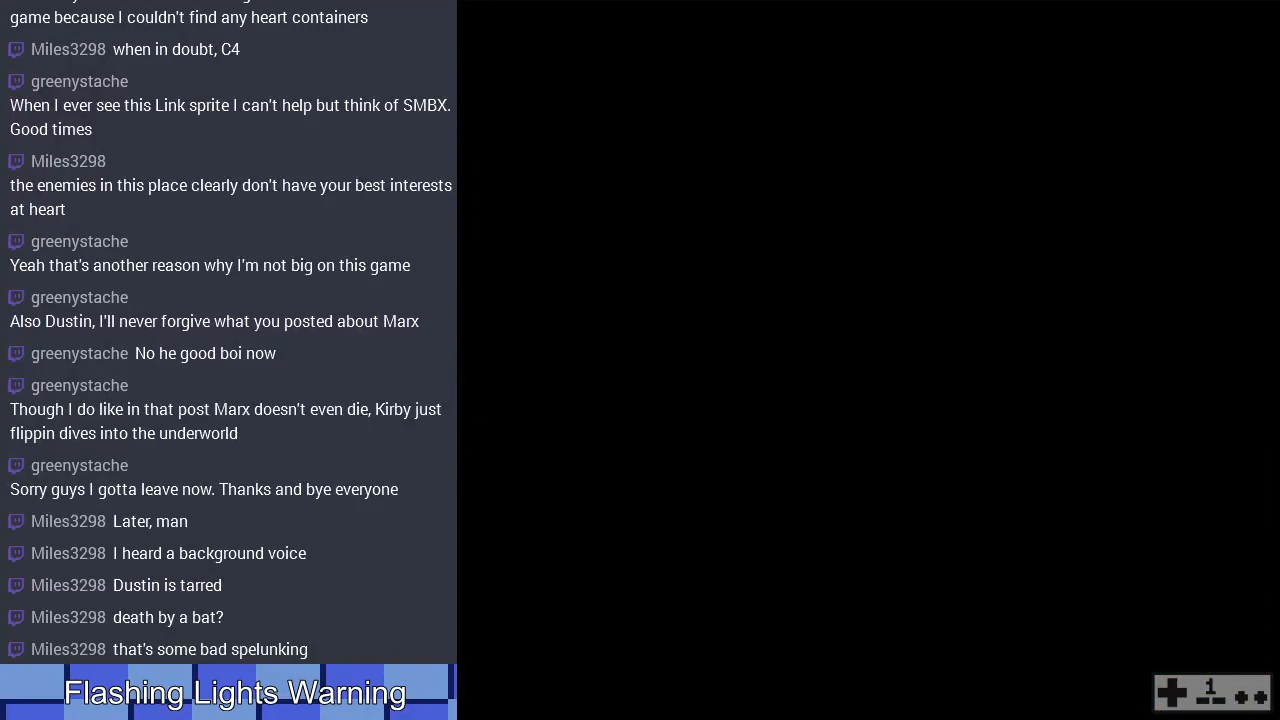 game because I couldn't find any heart containers
Miles3298 when in doubt, C4
greenystache
When I ever see this Link sprite I can't help but think of SMBX.
Good times
Miles3298
the enemies in this place clearly don't have your best interests
at heart
greenystache
Yeah that's another reason why I'm not big on this game
greenystache
Also Dustin, I'll never forgive what you posted about Marx
greenystache No he good boi now
greenystache
Though I do like in that post Marx doesn't even die, Kirby just
flippin dives into the underworld
greenystache
Sorry guys I gotta leave now. Thanks and bye everyone
Miles3298 Later, man
Miles3298 I heard a background voice
Miles3298 Dustin is tarred
Miles3298 death by a bat?
Miles3298 that's some bad spelunking
Flashing Lights Warning
1